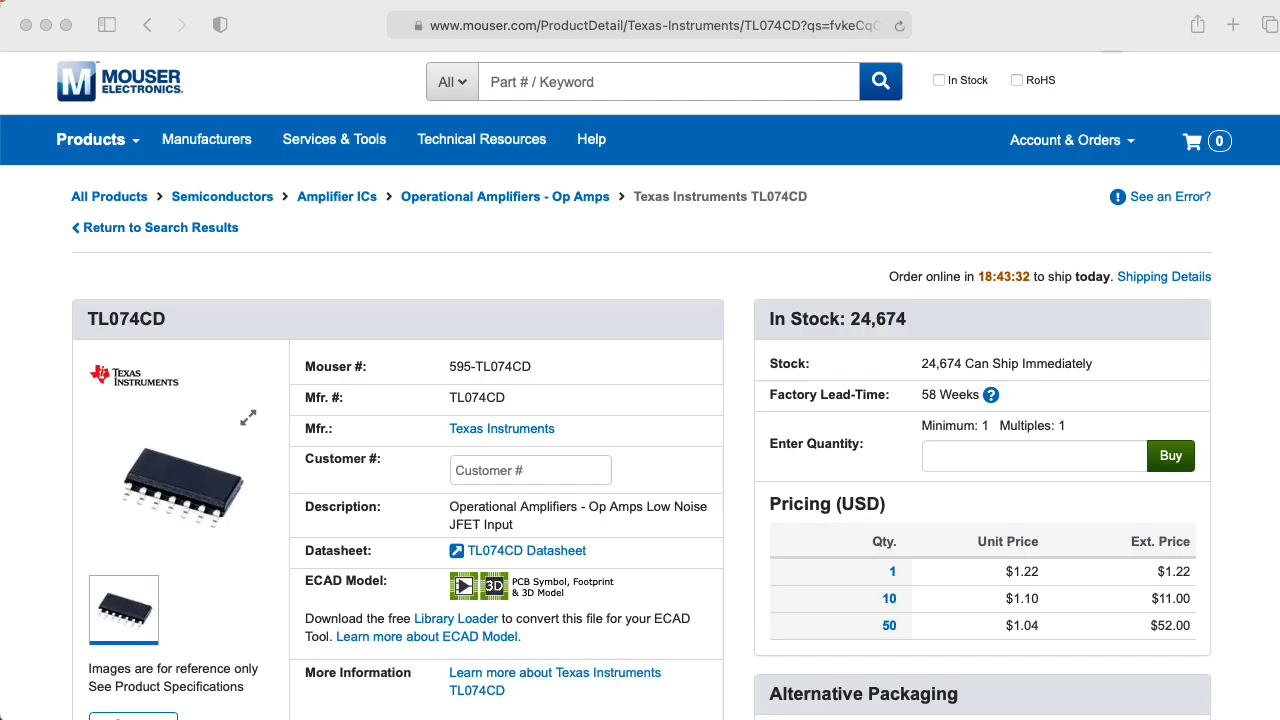 www.mouser.com/ProductDetail/Texas-Instruments/TL074CD?qs=fvkeCqC
M MOUSER
ELECTRONICS.
All
Part # / Keyword
In Stock
RoHS
Products
Manufacturers
Services & Tools
Technical Resources
Help
Account & Orders
0
All Products > Semiconductors > Amplifier ICs > Operational Amplifiers - Op Amps > Texas Instruments TL074CD
See an Error?
Return to Search Results
Order online in 18:43:32 to ship today. Shipping Details
TL074CD
TEXAS
INSTRUMENTS
Images are for reference only
See Product Specifications
Mouser #: 595-TL074CD
Mfr. #: TL074CD
Mfr.: Texas Instruments
Customer #: Customer #
Description: Operational Amplifiers - Op Amps Low Noise
JFET Input
Datasheet: TL074CD Datasheet
ECAD Model: 3D PCB Symbol, Footprint
& 3D Model
Download the free Library Loader to convert this file for your ECAD
Tool. Learn more about ECAD Model.
More Information Learn more about Texas Instruments
TL074CD
In Stock: 24,674
Stock: 24,674 Can Ship Immediately
Factory Lead-Time: 58 Weeks ?
Minimum: 1 Multiples: 1
Enter Quantity:
Buy
Pricing (USD)
Qty. Unit Price Ext. Price
1 $1.22 $1.22
10 $1.10 $11.00
50 $1.04 $52.00
Alternative Packaging